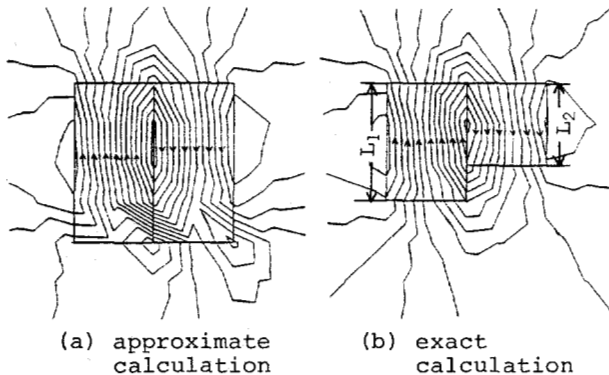 L₁
L₂
(a) approximate calculation
(b) exact calculation